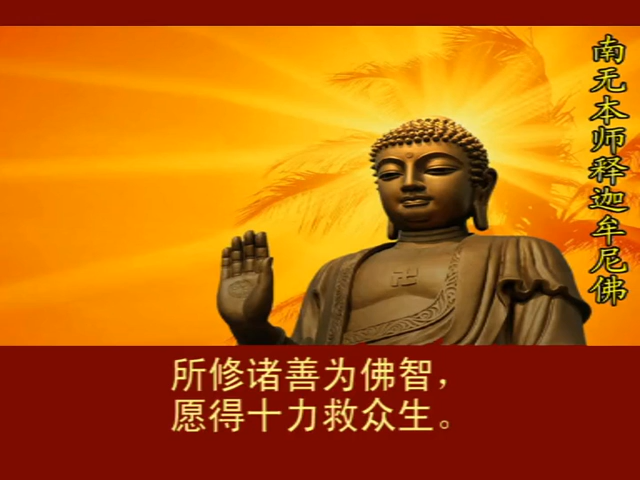 南无本师释迦牟尼佛
所修诸善为佛智，
愿得十力救众生。